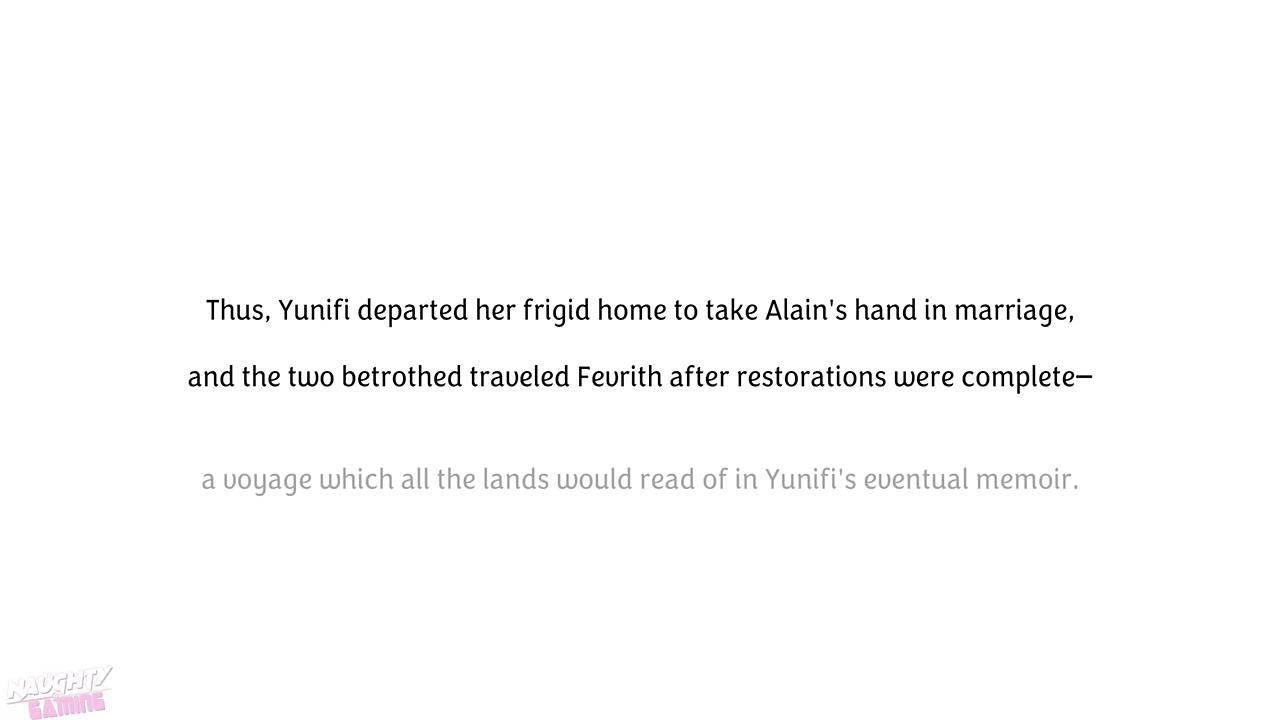 Thus, Yunifi departed her frigid home to take Alain's hand in marriage,
and the two betrothed traveled Fevrith after restorations were complete—
a voyage which all the lands would read of in Yunifi's eventual memoir.
NAUGHTY
GAMING